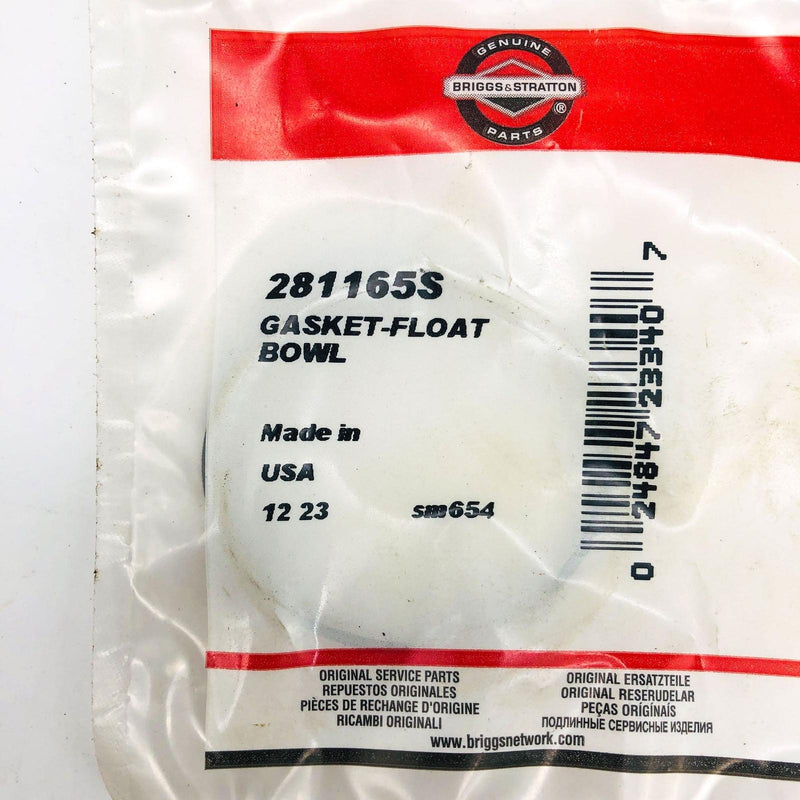 GENUINE
BRIGGS & STRATTON
®
PARTS
281165S
GASKET-FLOAT
BOWL
Made in
USA
12 23 sm654
0 24847 23340 7
ORIGINAL SERVICE PARTS
REPUESTOS ORIGINALES
PIÈCES DE RECHANGE D'ORIGINE
RICAMBI ORIGINALI
ORIGINAL ERSATZTEILE
ORIGINAL RESERUDELAR
PEÇAS ORIGÍNAIS
ПОДЛИННЫЕ СЕРВИСНЫЕ ИЗДЕЛИЯ
www.briggsnetwork.com